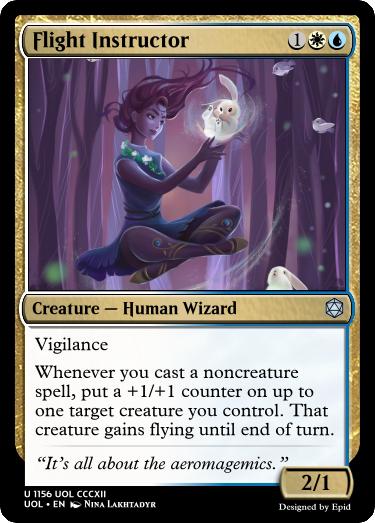 Flight Instructor 1
Creature — Human Wizard
Vigilance
Whenever you cast a noncreature
spell, put a +1/+1 counter on up to
one target creature you control. That
creature gains flying until end of turn.
“It’s all about the aeromagemics.”
2/1
U 1156 UOL CCCXII
UOL • EN Nina Lakhtadyr
Designed by Epid